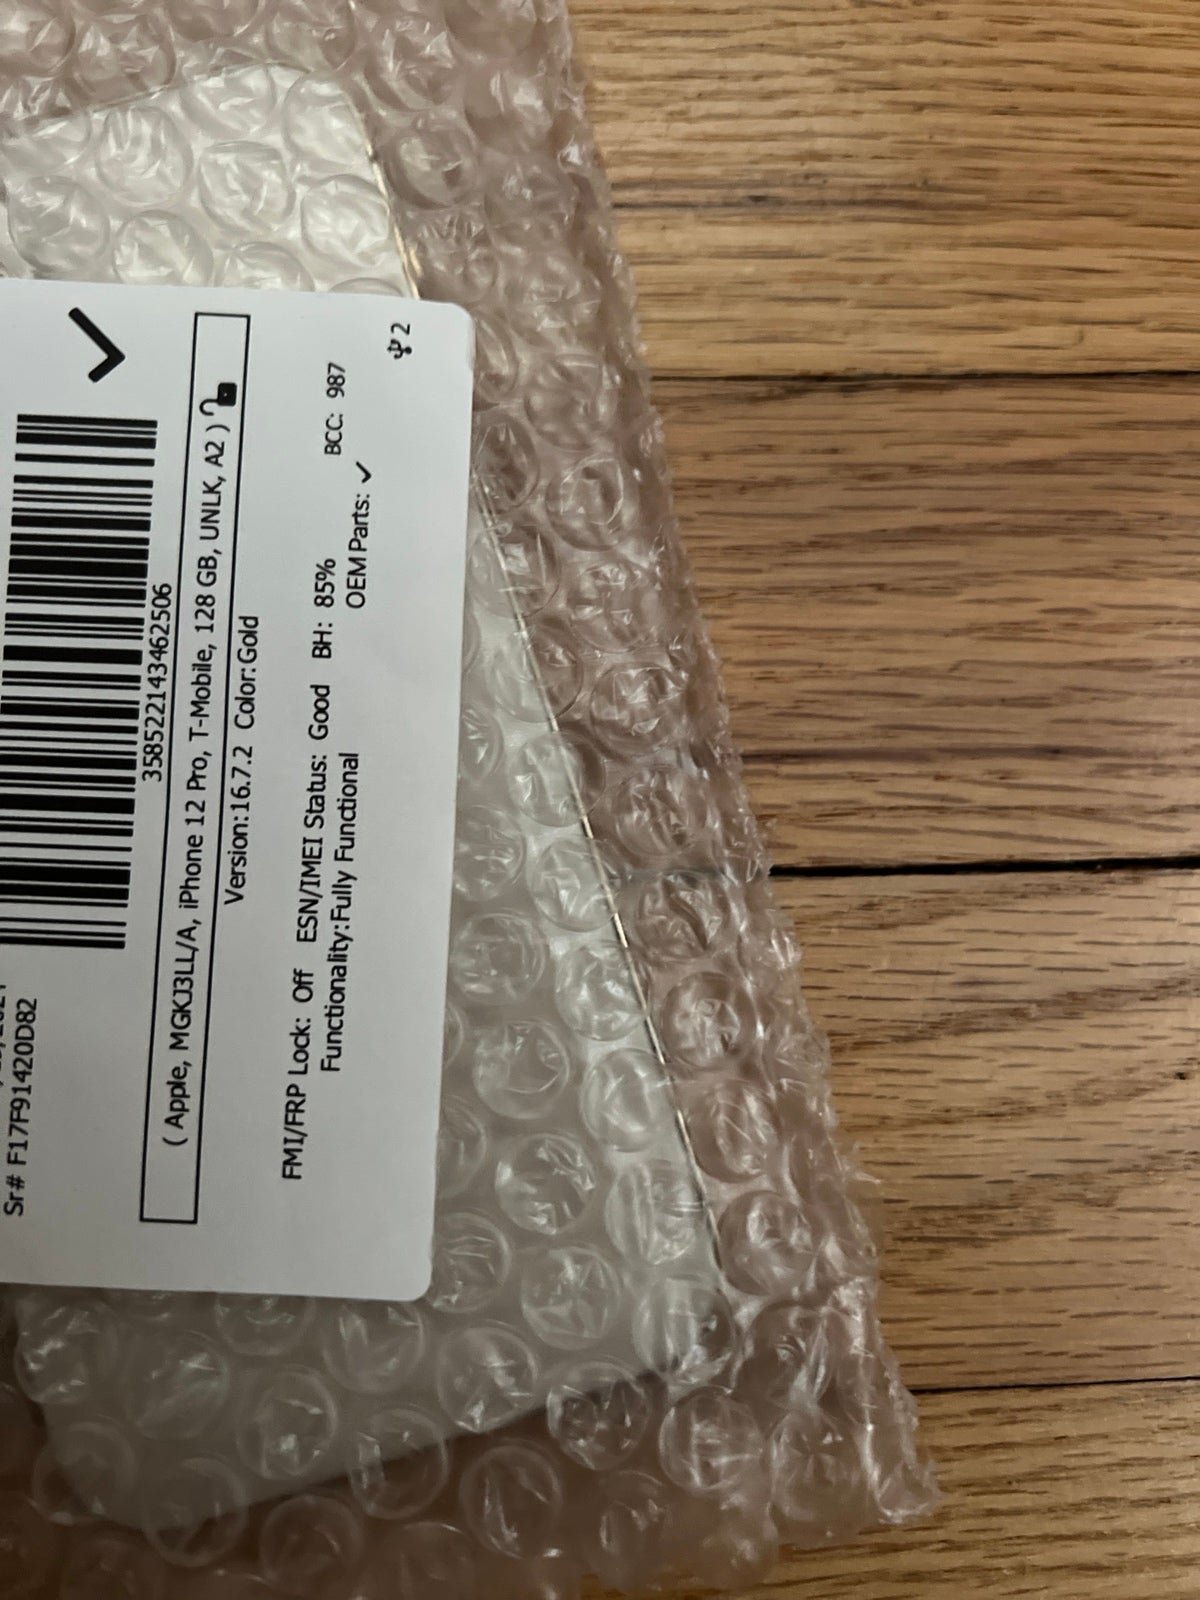 Sr# F17F91420D82
358522143462506
( Apple, MGKJ3LL/A, iPhone 12 Pro, T-Mobile, 128 GB, UNLK, A2 )
Version:16.7.2 Color:Gold
FMI/FRP Lock: Off ESN/IMEI Status: Good BH: 85% BCC: 987
Functionality:Fully Functional OEM Parts: ✓
2